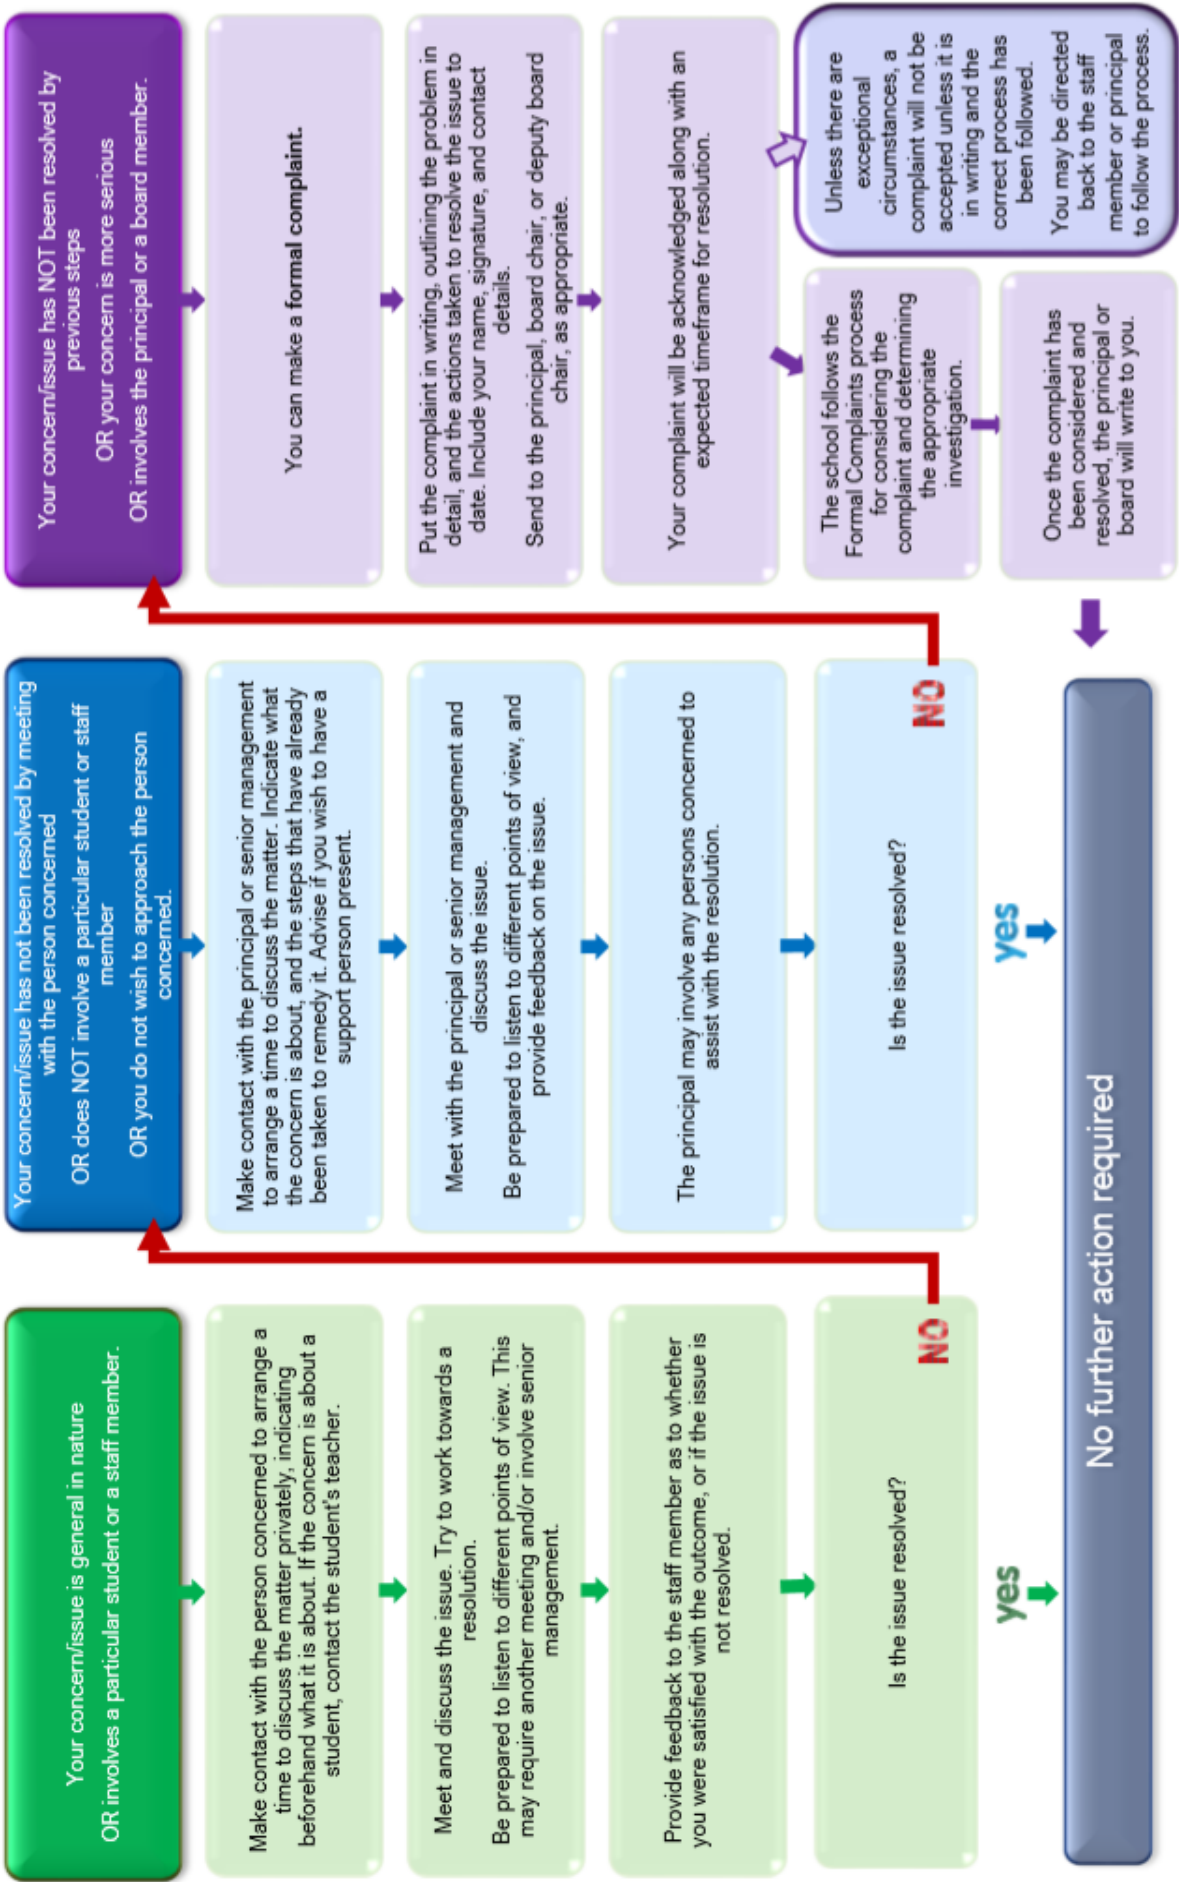 Your concern/issue is general in nature
OR involves a particular student or a staff member.
Make contact with the person concerned to arrange a
time to discuss the matter privately, indicating
beforehand what it is about. If the concern is about a
student, contact the student's teacher.
Meet and discuss the issue. Try to work towards a
resolution.
Be prepared to listen to different points of view. This
may require another meeting and/or involve senior
management.
Provide feedback to the staff member as to whether
you were satisfied with the outcome, or if the issue is
not resolved.
Is the issue resolved?
NO
yes
Your concern/issue has not been resolved by meeting
with the person concerned
OR does NOT involve a particular student or staff
member
OR you do not wish to approach the person
concerned.
Make contact with the principal or senior management
to arrange a time to discuss the matter. Indicate what
the concern is about, and the steps that have already
been taken to remedy it. Advise if you wish to have a
support person present.
Meet with the principal or senior management and
discuss the issue.
Be prepared to listen to different points of view, and
provide feedback on the issue.
The principal may involve any persons concerned to
assist with the resolution.
Is the issue resolved?
NO
yes
Your concern/issue has NOT been resolved by
previous steps
OR your concern is more serious
OR involves the principal or a board member.
You can make a formal complaint.
Put the complaint in writing, outlining the problem in
detail, and the actions taken to resolve the issue to
date. Include your name, signature, and contact
details.
Send to the principal, board chair, or deputy board
chair, as appropriate.
Your complaint will be acknowledged along with an
expected timeframe for resolution.
The school follows the
Formal Complaints process
for considering the
complaint and determining
the appropriate
investigation.
Once the complaint has
been considered and
resolved, the principal or
board will write to you.
Unless there are
exceptional
circumstances, a
complaint will not be
accepted unless it is
in writing and the
correct process has
been followed.
You may be directed
back to the staff
member or principal
to follow the process.
No further action required